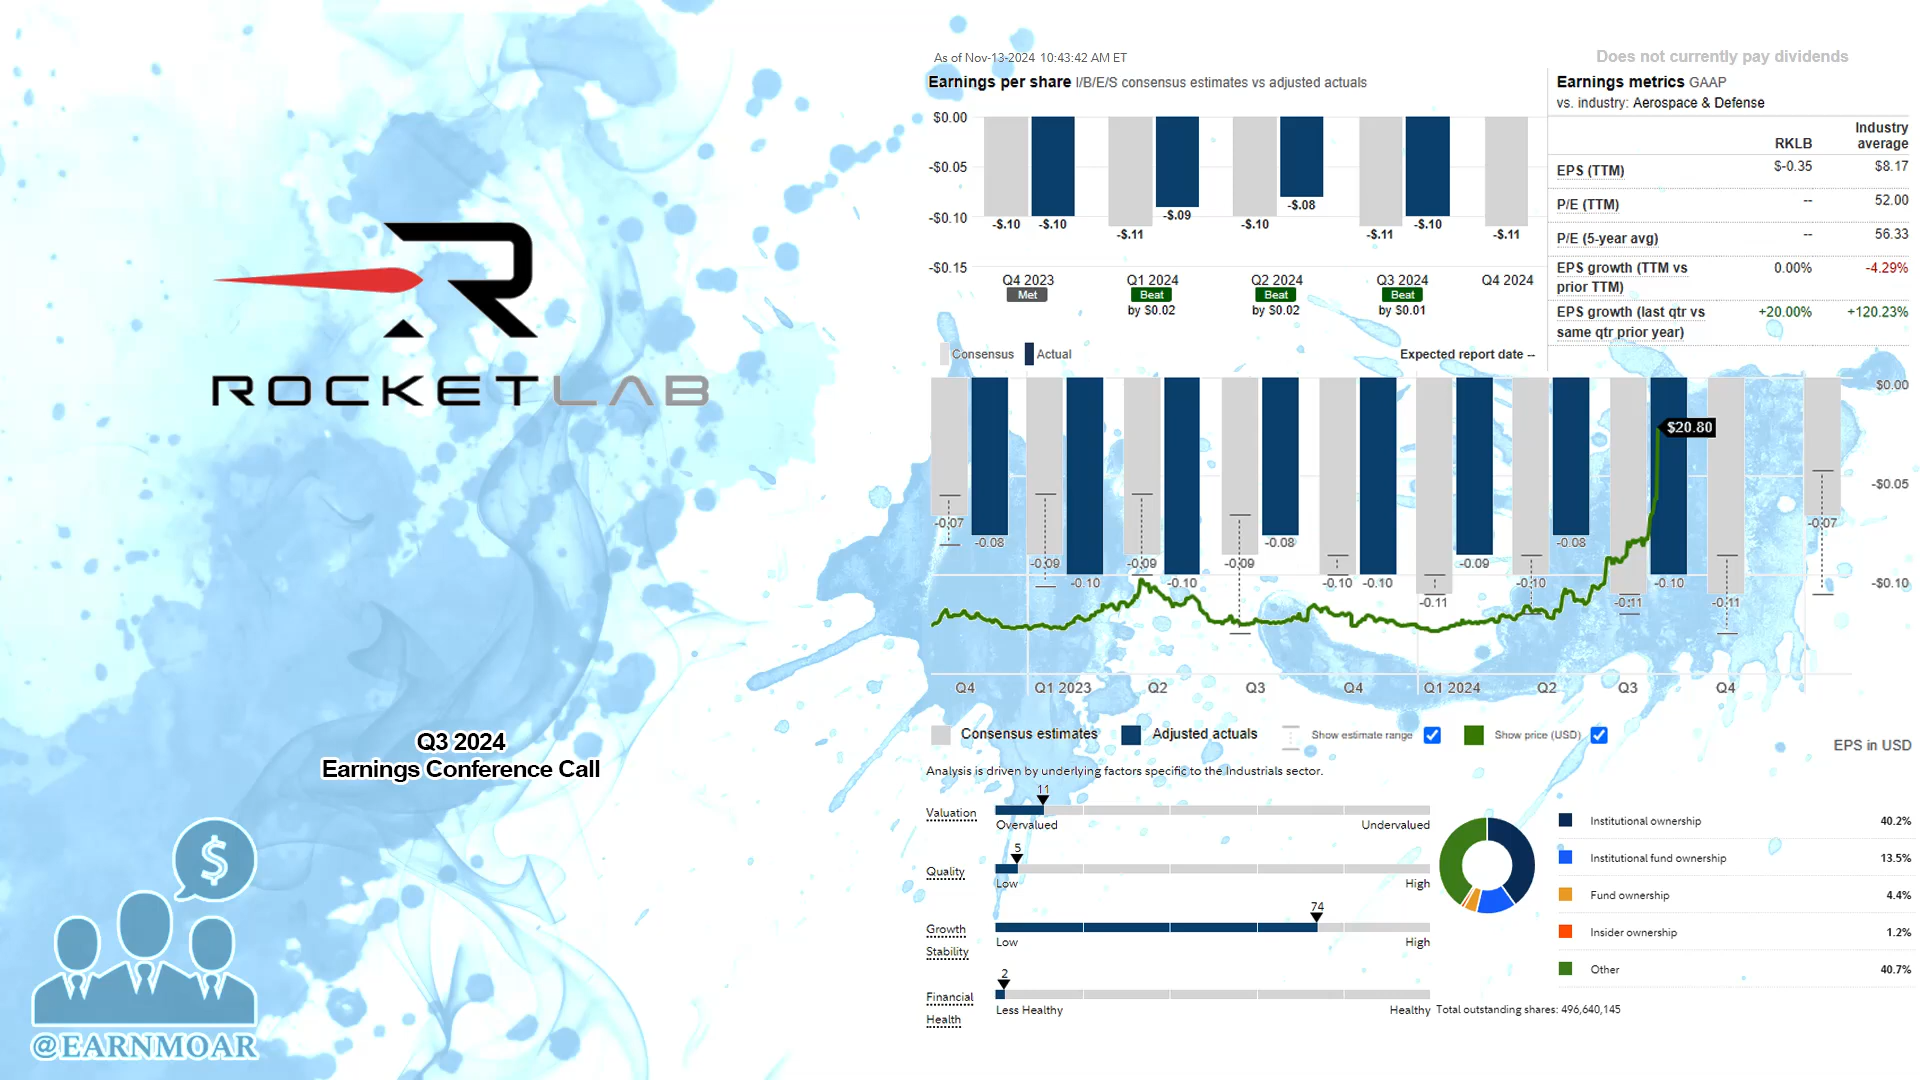 ROCKETLAB
Q3 2024
Earnings Conference Call
$
@EARNMOAR
As of Nov-13-2024 10:43:42 AM ET
Does not currently pay dividends
Earnings per share I/B/E/S consensus estimates vs adjusted actuals
$0.00
-$0.05
-$0.10
-$0.15
-$.10 -$.10
-$.11 -$.09
-$.10 -$.08
-$.11 -$.10
-$.11
Q4 2023 Q1 2024 Q2 2024 Q3 2024 Q4 2024
Met Beat Beat Beat
by $0.02 by $0.02 by $0.01
Consensus Actual
Expected report date --
Earnings metrics GAAP
vs. industry: Aerospace & Defense
RKLB Industry average
EPS (TTM) $-0.35 $8.17
P/E (TTM) -- 52.00
P/E (5-year avg) -- 56.33
EPS growth (TTM vs prior TTM) 0.00% -4.29%
EPS growth (last qtr vs same qtr prior year) +20.00% +120.23%
$0.00
-$0.05
-$0.10
$20.80
-0.07 -0.08
-0.09 -0.10
-0.09 -0.10
-0.09 -0.08
-0.10 -0.10
-0.11 -0.09
-0.10 -0.08
-0.11 -0.10
-0.11
-0.07
Q4 Q1 2023 Q2 Q3 Q4 Q1 2024 Q2 Q3 Q4
Consensus estimates Adjusted actuals Show estimate range Show price (USD)
EPS in USD
Analysis is driven by underlying factors specific to the Industrials sector.
11
Valuation
Overvalued Undervalued
5
Quality
Low High
74
Growth
Stability
Low High
2
Financial
Health
Less Healthy Healthy
Institutional ownership 40.2%
Institutional fund ownership 13.5%
Fund ownership 4.4%
Insider ownership 1.2%
Other 40.7%
Total outstanding shares: 496,640,145